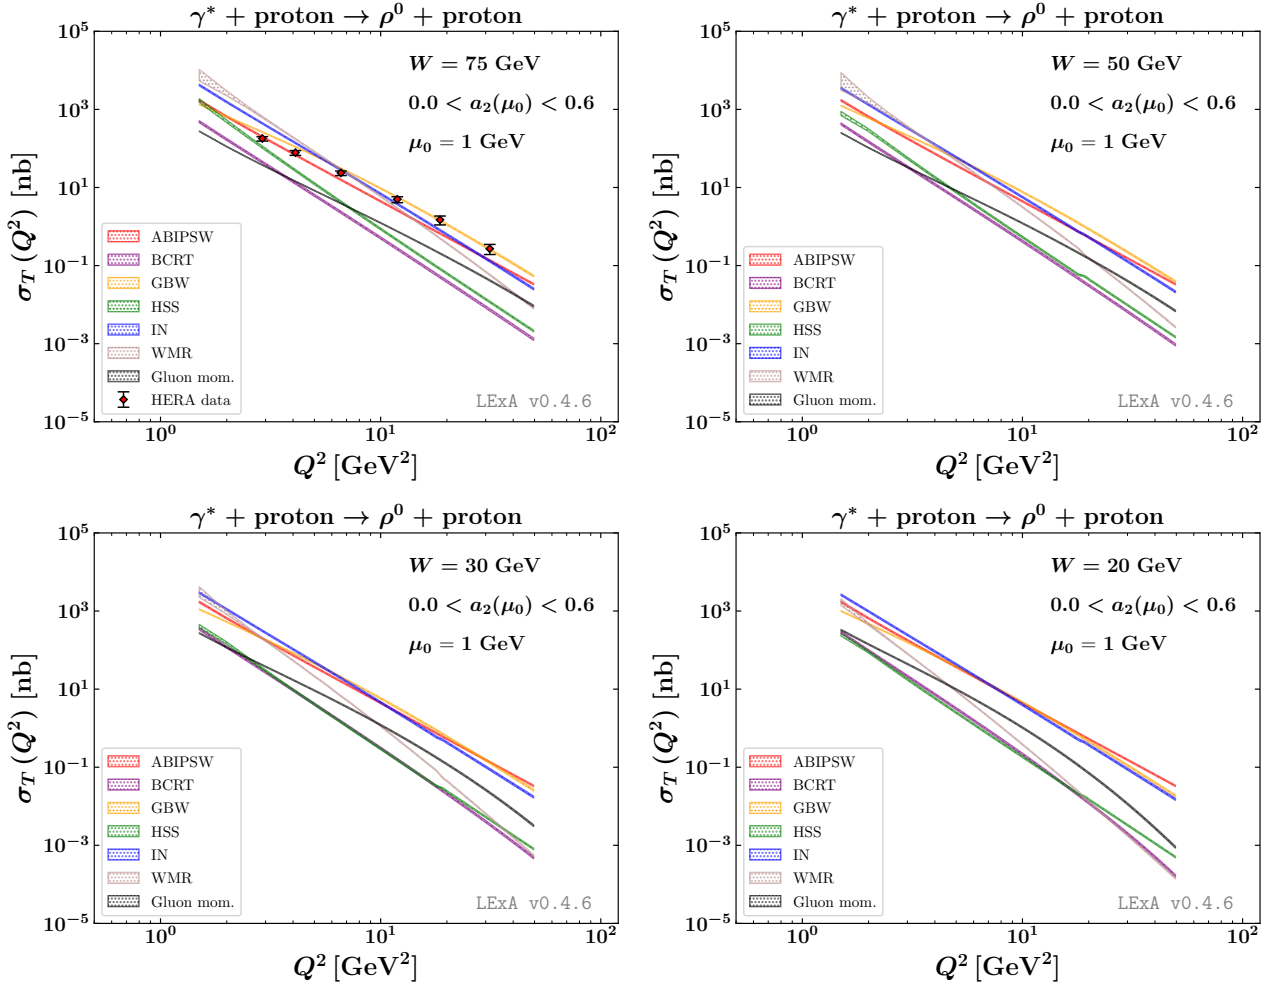 γ* + proton → ρ⁰ + proton
10⁵
10³
10¹
10⁻¹
10⁻³
10⁻⁵
σ_T (Q²) [nb]
W = 75 GeV
0.0 < a₂(μ₀) < 0.6
μ₀ = 1 GeV
ABIPSW
BCRT
GBW
HSS
IN
WMR
Gluon mom.
HERA data
LExA v0.4.6
10⁰ 10¹ 10²
Q² [GeV²]
γ* + proton → ρ⁰ + proton
10⁵
10³
10¹
10⁻¹
10⁻³
10⁻⁵
σ_T (Q²) [nb]
W = 50 GeV
0.0 < a₂(μ₀) < 0.6
μ₀ = 1 GeV
ABIPSW
BCRT
GBW
HSS
IN
WMR
Gluon mom.
LExA v0.4.6
10⁰ 10¹ 10²
Q² [GeV²]
γ* + proton → ρ⁰ + proton
10⁵
10³
10¹
10⁻¹
10⁻³
10⁻⁵
σ_T (Q²) [nb]
W = 30 GeV
0.0 < a₂(μ₀) < 0.6
μ₀ = 1 GeV
ABIPSW
BCRT
GBW
HSS
IN
WMR
Gluon mom.
LExA v0.4.6
10⁰ 10¹ 10²
Q² [GeV²]
γ* + proton → ρ⁰ + proton
10⁵
10³
10¹
10⁻¹
10⁻³
10⁻⁵
σ_T (Q²) [nb]
W = 20 GeV
0.0 < a₂(μ₀) < 0.6
μ₀ = 1 GeV
ABIPSW
BCRT
GBW
HSS
IN
WMR
Gluon mom.
LExA v0.4.6
10⁰ 10¹ 10²
Q² [GeV²]